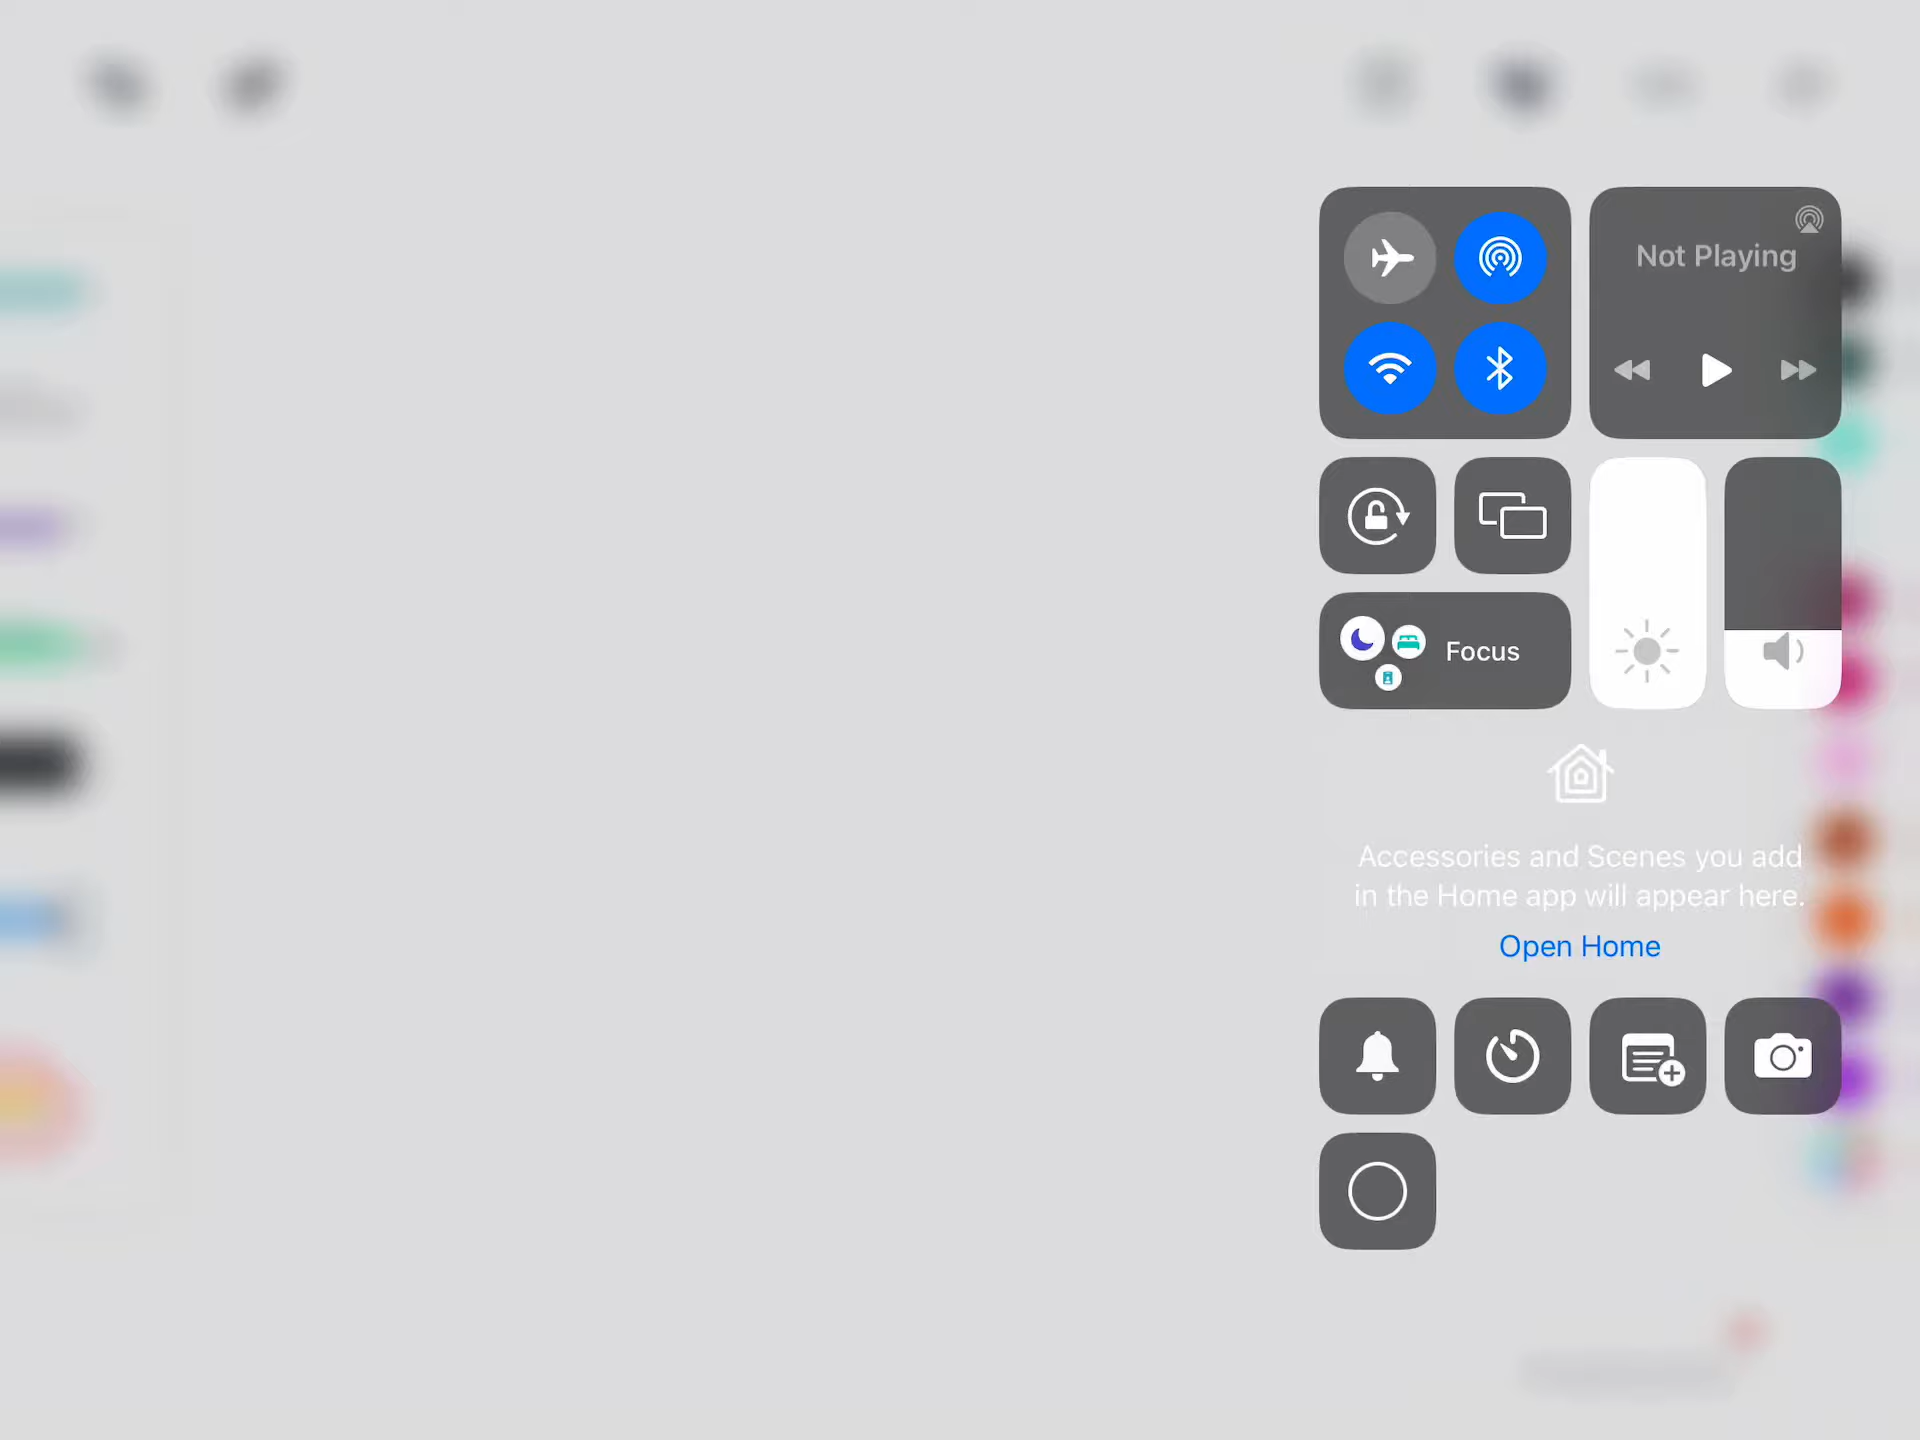 Not Playing
Focus
Accessories and Scenes you add
in the Home app will appear here.
Open Home